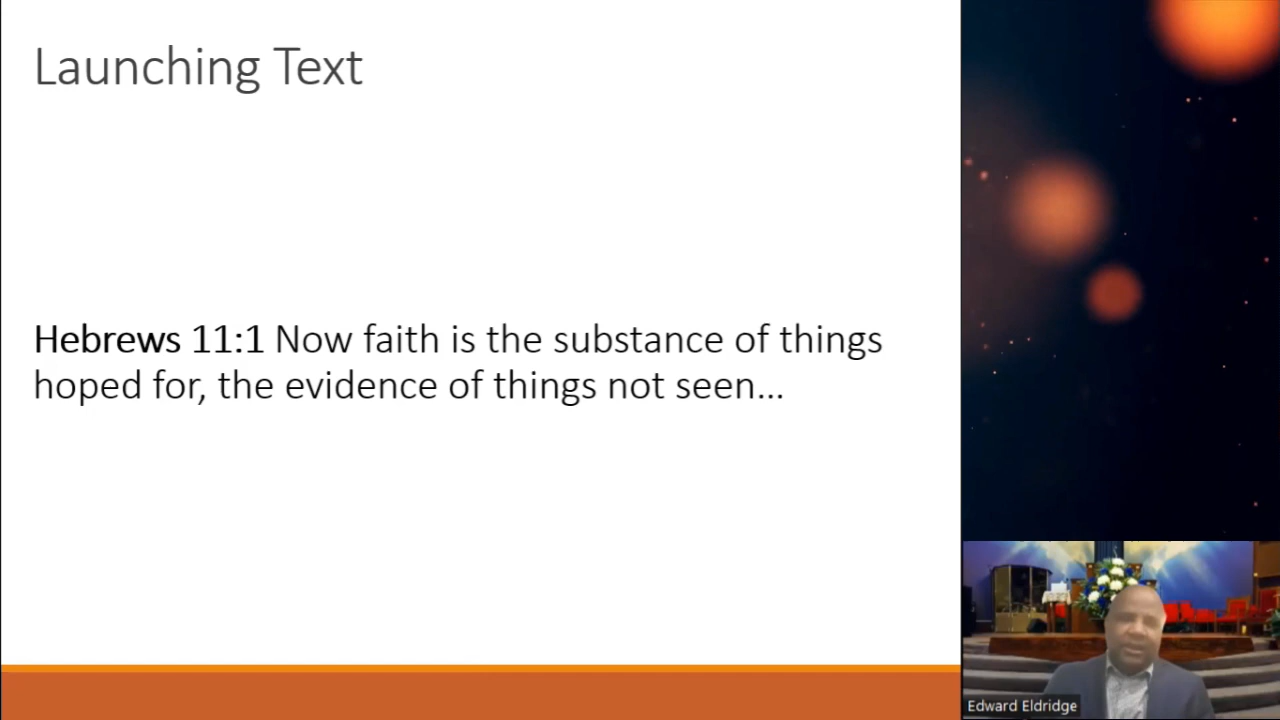 Launching Text
Hebrews 11:1 Now faith is the substance of things
hoped for, the evidence of things not seen...
Edward Eldridge